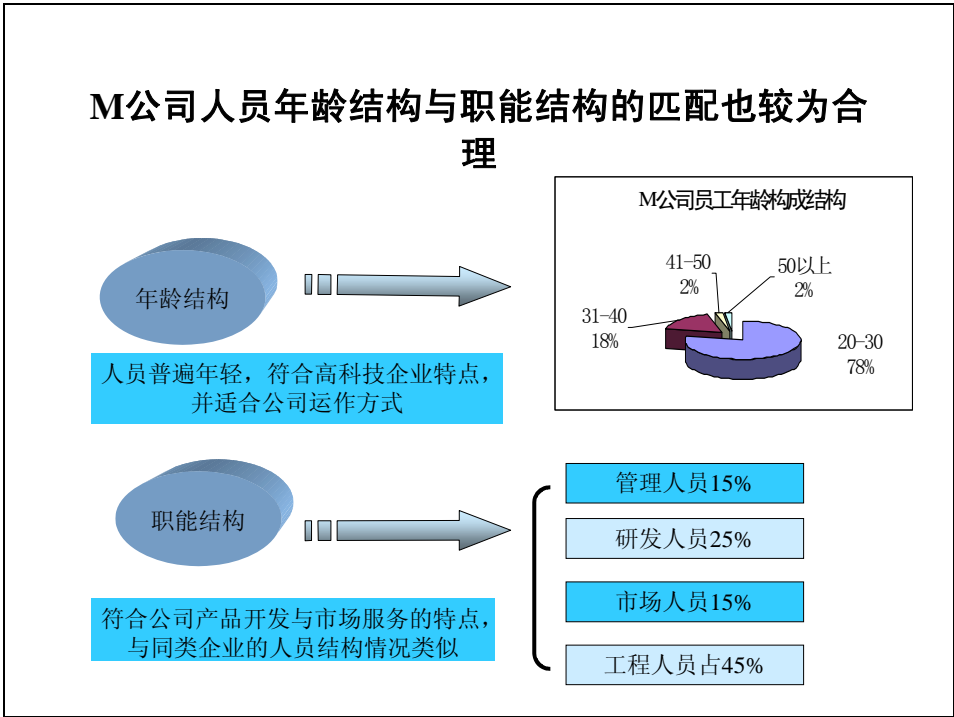 M公司人员年龄结构与职能结构的匹配也较为合
理
M公司员工年龄构成结构
41-50
2%
50以上
2%
31-40
18%
20-30
78%
年龄结构
人员普遍年轻，符合高科技企业特点，
并适合公司运作方式
职能结构
符合公司产品开发与市场服务的特点，
与同类企业的人员结构情况类似
管理人员15%
研发人员25%
市场人员15%
工程人员占45%